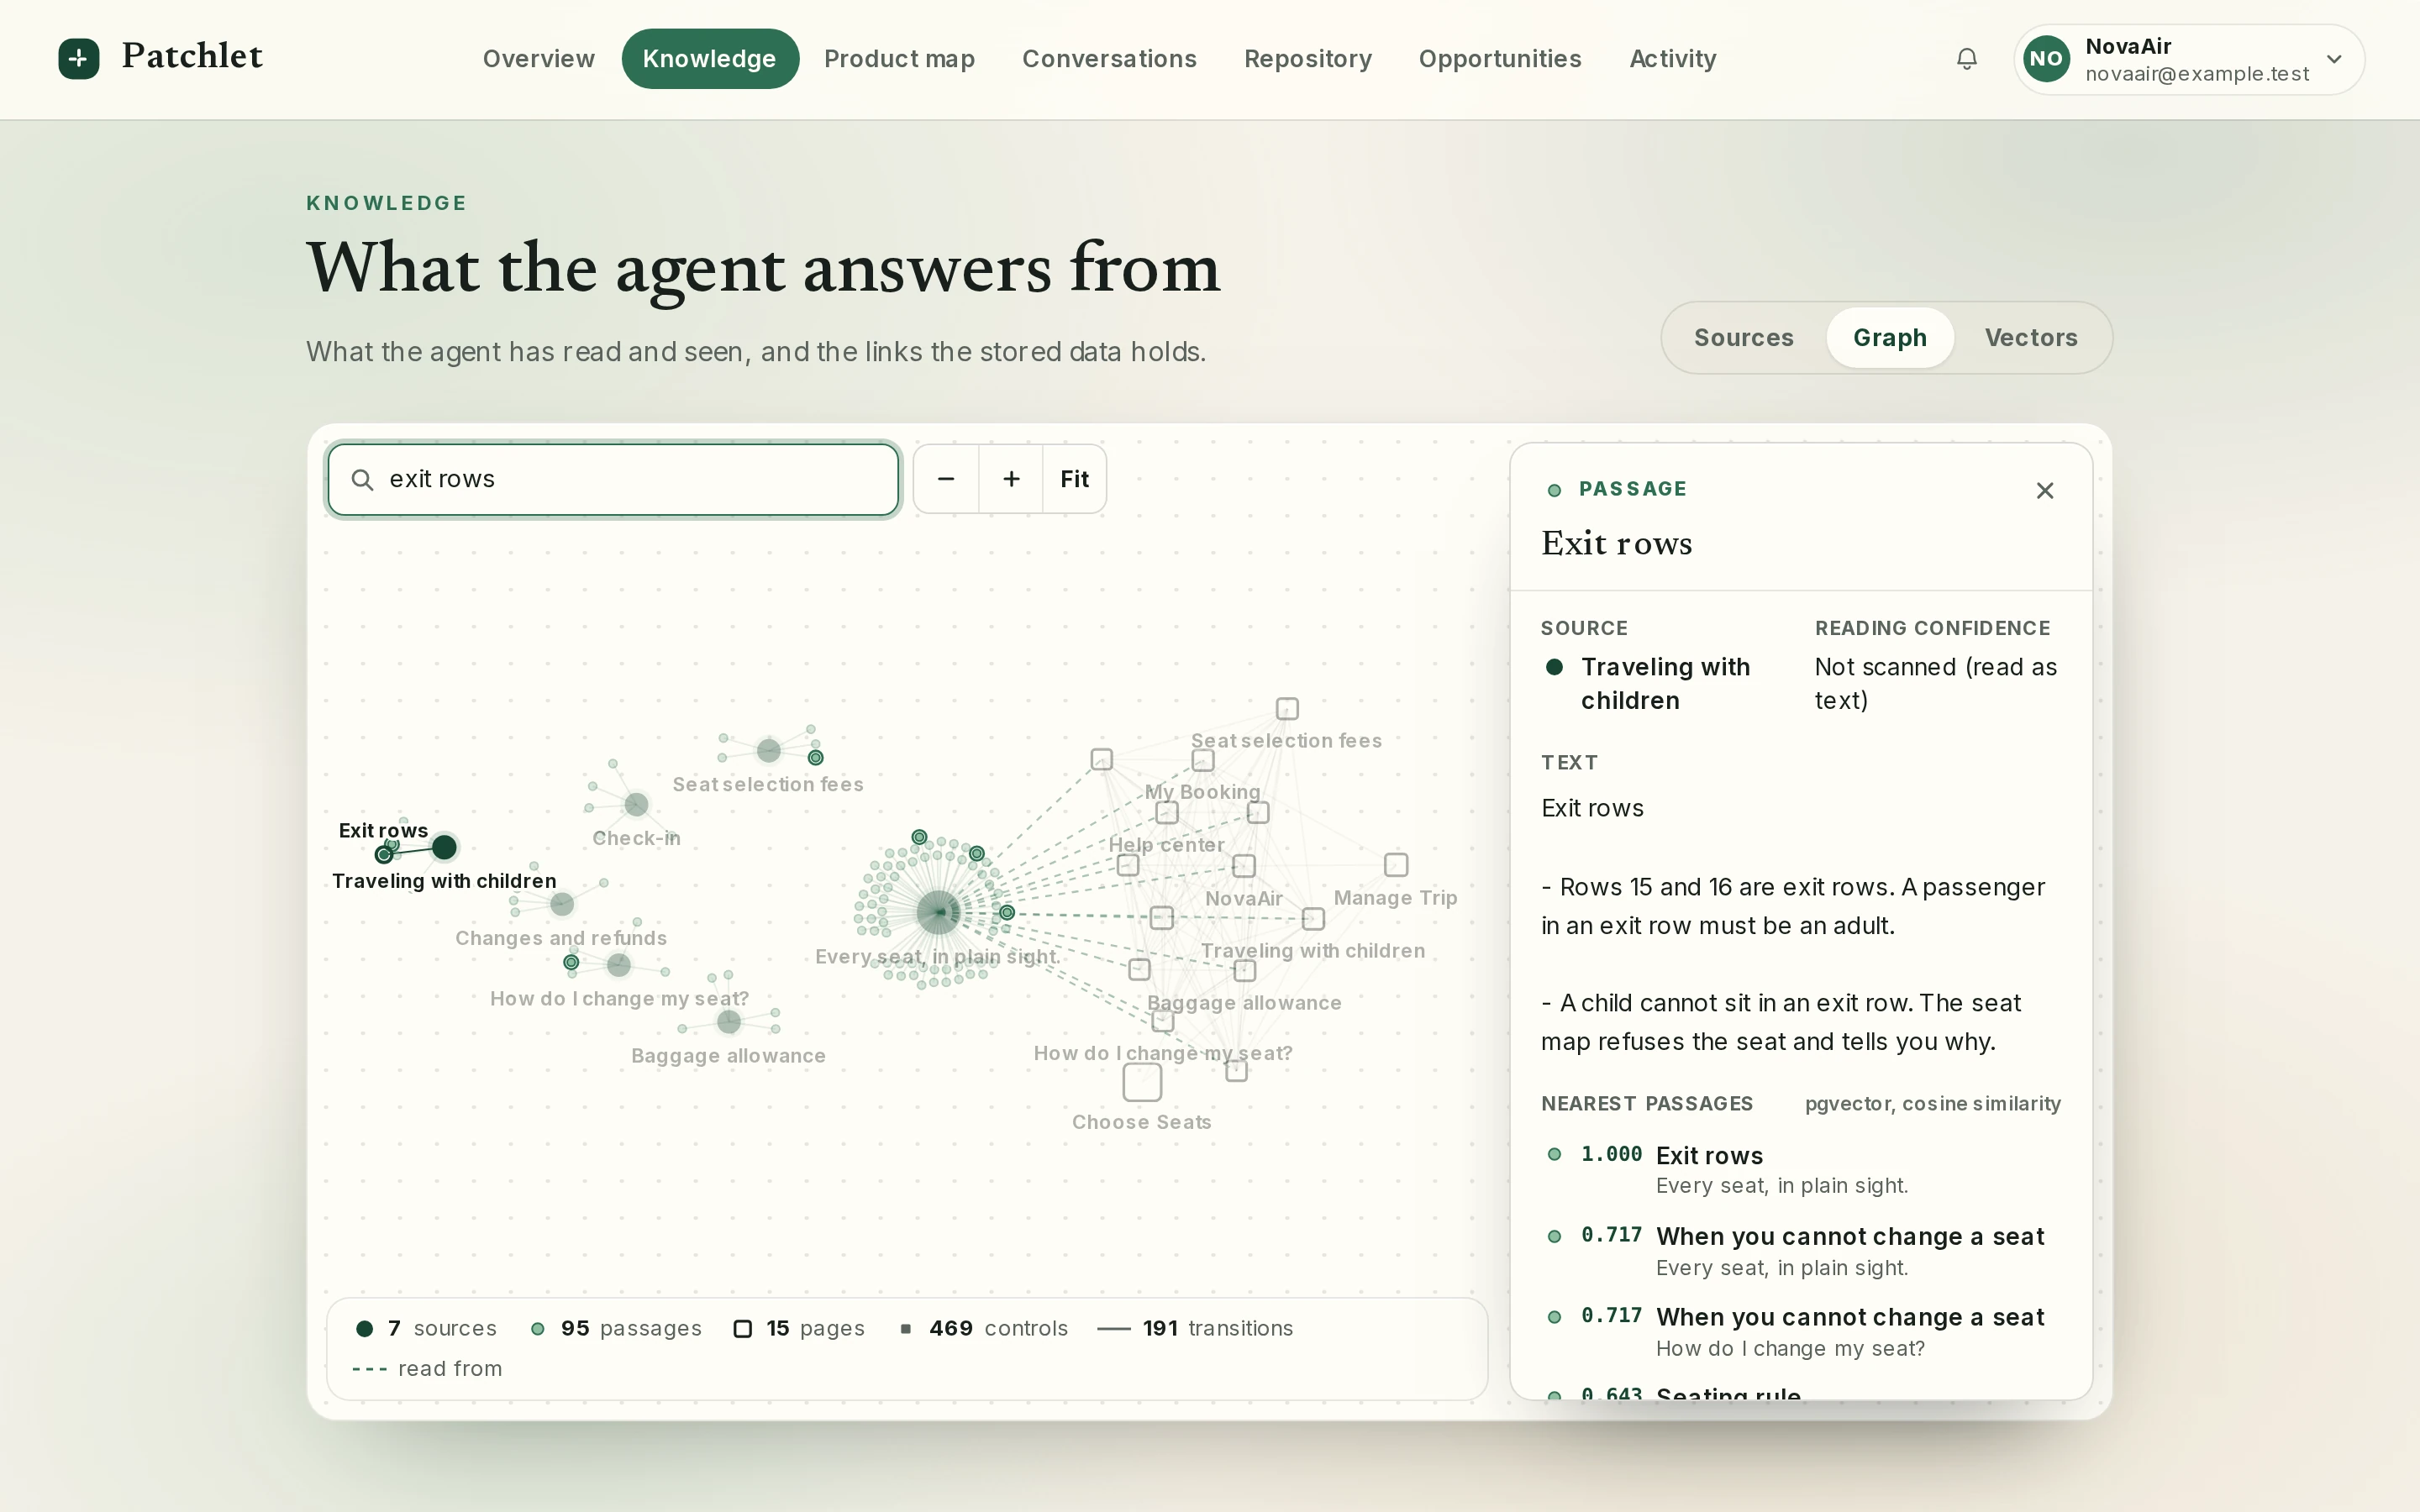 Patchlet
Overview
Knowledge
Product map
Conversations
Repository
Opportunities
Activity
NO
NovaAir
novaair@example.test
KNOWLEDGE
What the agent answers from
What the agent has read and seen, and the links the stored data holds.
Sources
Graph
Vectors
exit rows
−
+
Fit
Seat selection fees
Check-in
Exit rows
Traveling with children
Changes and refunds
How do I change my seat?
Baggage allowance
Every seat, in plain sight.
Seat selection fees
My Booking
Help center
NovaAir
Manage Trip
Traveling with children
Baggage allowance
How do I change my seat?
Choose Seats
7 sources
95 passages
15 pages
469 controls
191 transitions
read from
PASSAGE
Exit rows
SOURCE
Traveling with
children
READING CONFIDENCE
Not scanned (read as
text)
TEXT
Exit rows
- Rows 15 and 16 are exit rows. A passenger
in an exit row must be an adult.
- A child cannot sit in an exit row. The seat
map refuses the seat and tells you why.
NEAREST PASSAGES
pgvector, cosine similarity
1.000 Exit rows
Every seat, in plain sight.
0.717 When you cannot change a seat
Every seat, in plain sight.
0.717 When you cannot change a seat
How do I change my seat?
0.643 Seating rule